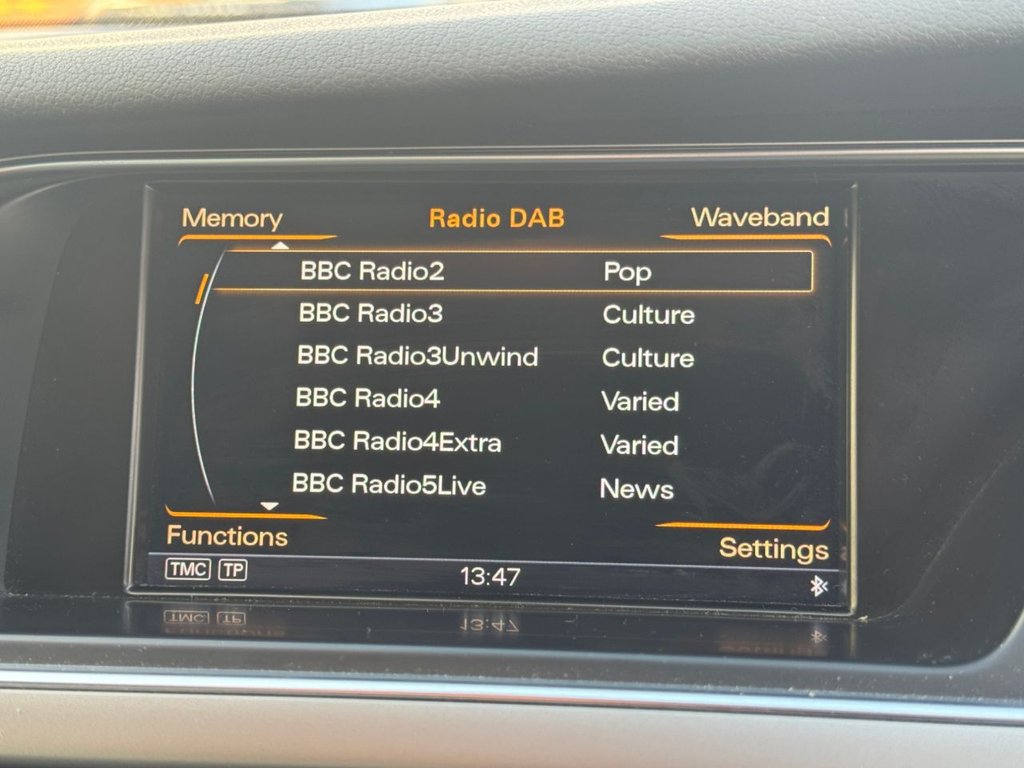 Memory Radio DAB Waveband
BBC Radio2 Pop
BBC Radio3 Culture
BBC Radio3Unwind Culture
BBC Radio4 Varied
BBC Radio4Extra Varied
BBC Radio5Live News
Functions Settings
TMC TP 13:47